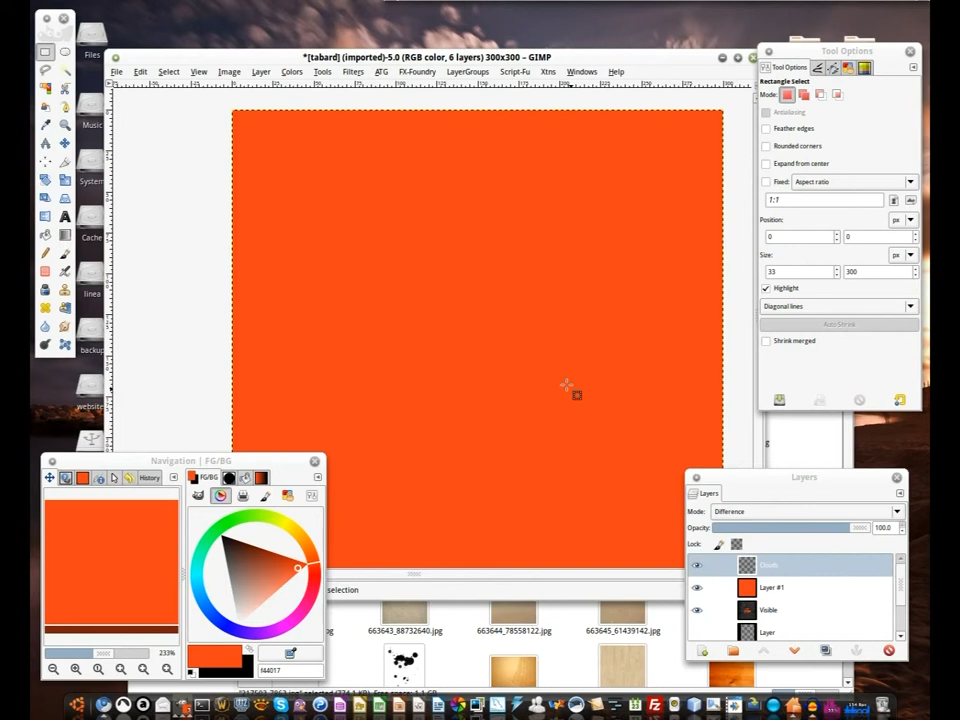 Files
*[tabard] (imported)-5.0 (RGB color, 6 layers) 300x300 – GIMP
File Edit Select View Image Layer Colors Tools Filters ATG FX-Foundry LayerGroups Script-Fu Xtns Windows Help
Music
System
Cache
linea
backup
website
Tool Options
Tool Options
Rectangle Select
Mode:
Antialiasing
Feather edges
Rounded corners
Expand from center
Fixed: Aspect ratio
1:1
Position: px
0 0
Size: px
33 300
Highlight
Diagonal lines
Auto Shrink
Shrink merged
Navigation | FG/BG
History FG/BG
233%
f44017
selection
Layers
Layers
Mode: Difference
Opacity: 100.0
Lock:
Clouds
Layer #1
Visible
Layer
663643_88732640.jpg 663644_78558122.jpg 663645_61439142.jpg